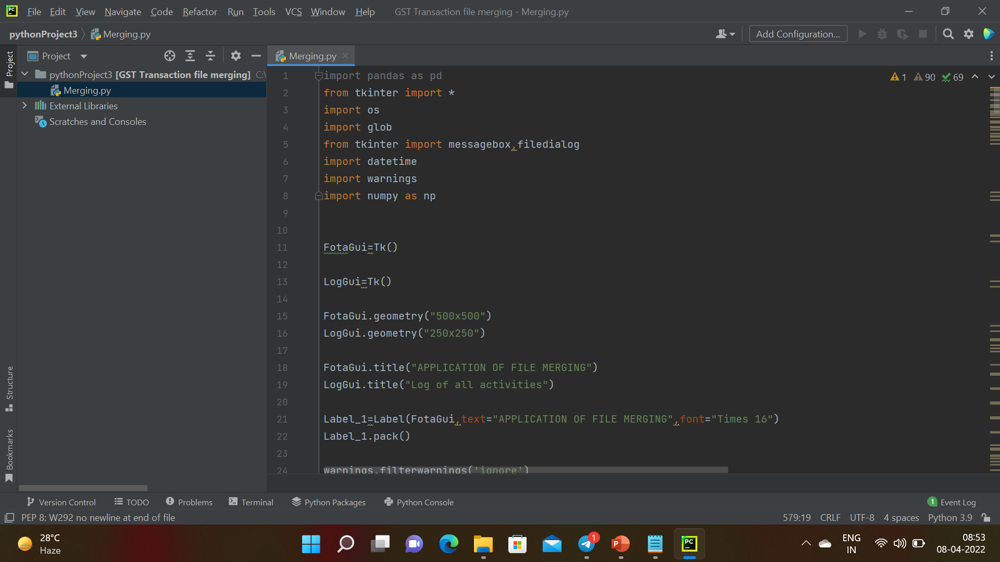 File Edit View Navigate Code Refactor Run Tools VCS Window Help GST Transaction file merging - Merging.py
pythonProject3 Merging.py Add Configuration...
Project Merging.py
Project
pythonProject3 [GST Transaction file merging] C:\
Merging.py
External Libraries
Scratches and Consoles
1 90 69
1 import pandas as pd
2 from tkinter import *
3 import os
4 import glob
5 from tkinter import messagebox,filedialog
6 import datetime
7 import warnings
8 import numpy as np
9
10
11 FotaGui=Tk()
12
13 LogGui=Tk()
14
15 FotaGui.geometry("500x500")
16 LogGui.geometry("250x250")
17
18 FotaGui.title("APPLICATION OF FILE MERGING")
19 LogGui.title("Log of all activities")
20
21 Label_1=Label(FotaGui,text="APPLICATION OF FILE MERGING",font="Times 16")
22 Label_1.pack()
23
24 warnings.filterwarnings('ignore')
Structure
Bookmarks
Version Control TODO Problems Terminal Python Packages Python Console 1 Event Log
PEP 8: W292 no newline at end of file 579:19 CRLF UTF-8 4 spaces Python 3.9
28°C
Haze
PC
1
P
ENG
IN
08:53
08-04-2022